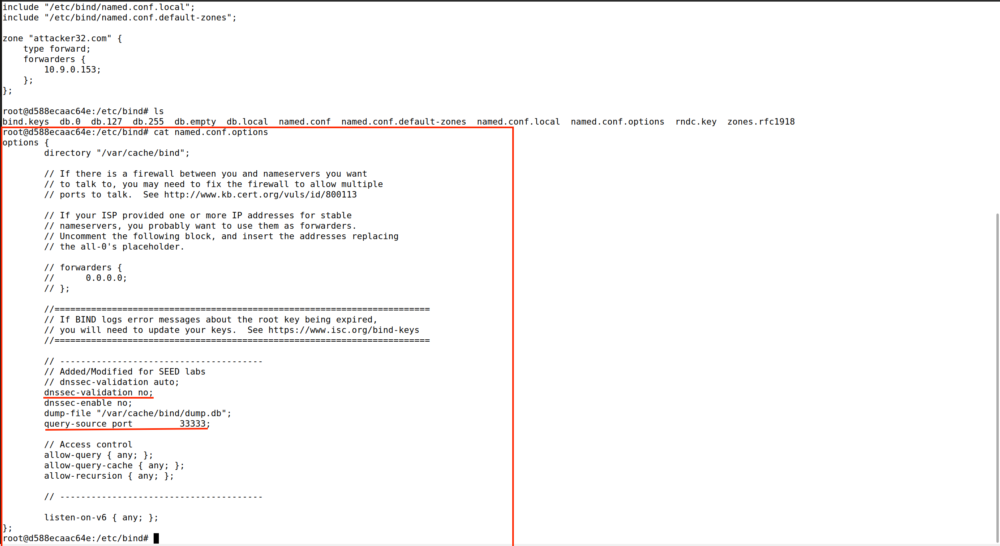 include "/etc/bind/named.conf.local";
include "/etc/bind/named.conf.default-zones";

zone "attacker32.com" {
    type forward;
    forwarders {
        10.9.0.153;
    };
};

root@d588ecaac64e:/etc/bind# ls
bind.keys  db.0  db.127  db.255  db.empty  db.local  named.conf  named.conf.default-zones  named.conf.local  named.conf.options  rndc.key  zones.rfc1918
root@d588ecaac64e:/etc/bind# cat named.conf.options
options {
        directory "/var/cache/bind";

        // If there is a firewall between you and nameservers you want
        // to talk to, you may need to fix the firewall to allow multiple
        // ports to talk.  See http://www.kb.cert.org/vuls/id/800113

        // If your ISP provided one or more IP addresses for stable
        // nameservers, you probably want to use them as forwarders.
        // Uncomment the following block, and insert the addresses replacing
        // the all-0's placeholder.

        // forwarders {
        //      0.0.0.0;
        // };

        //========================================================================
        // If BIND logs error messages about the root key being expired,
        // you will need to update your keys.  See https://www.isc.org/bind-keys
        //========================================================================

        // ---------------------------------------
        // Added/Modified for SEED labs
        // dnssec-validation auto;
        dnssec-validation no;
        dnssec-enable no;
        dump-file "/var/cache/bind/dump.db";
        query-source port         33333;

        // Access control
        allow-query { any; };
        allow-query-cache { any; };
        allow-recursion { any; };

        // ---------------------------------------

        listen-on-v6 { any; };
};
root@d588ecaac64e:/etc/bind#